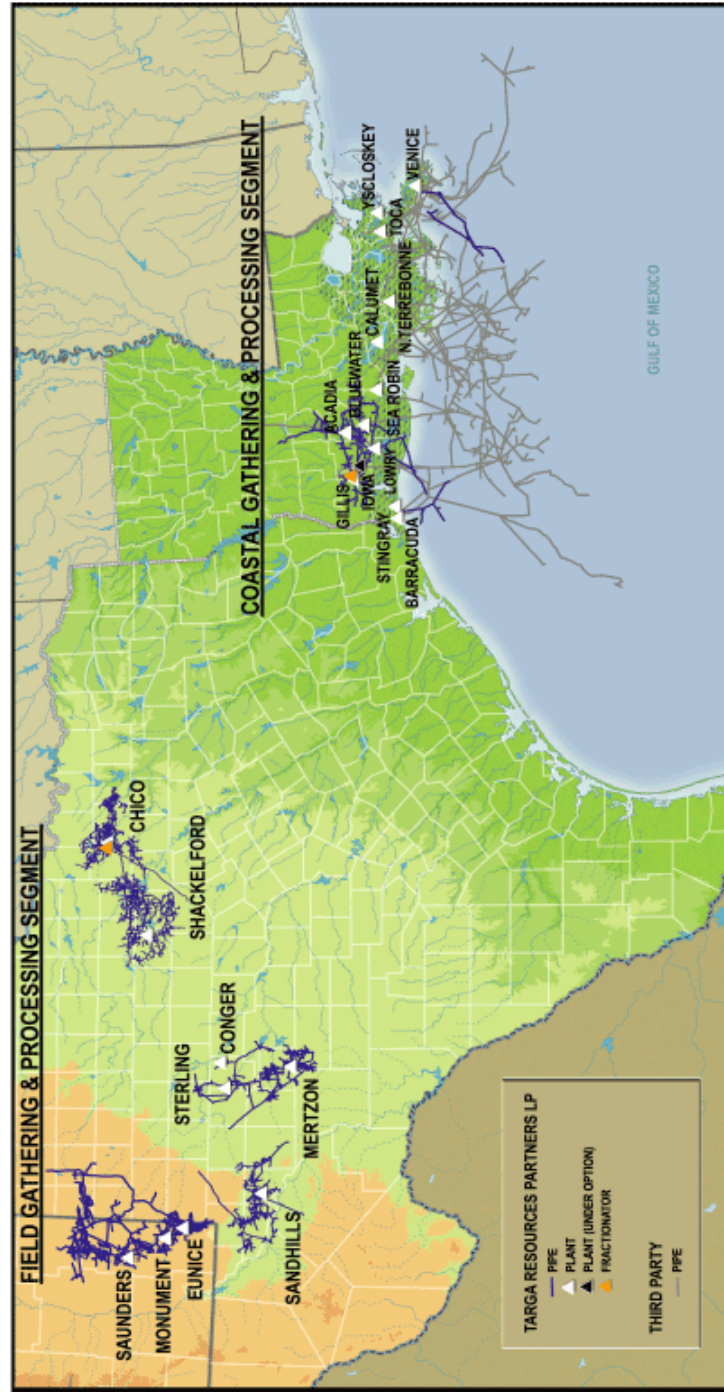 FIELD GATHERING & PROCESSING SEGMENT
SAUNDERS
MONUMENT
EUNICE
SANDHILLS
STERLING
CONGER
MERTZON
SHACKELFORD
CHICO
COASTAL GATHERING & PROCESSING SEGMENT
GILLIS
ACADIA
IOWA
BLUEWATER
LOWRY
SEA ROBIN
STINGRAY
BARRACUDA
CALUMET
N. TERREBONNE
YSCLOSKEY
TOCA
VENICE
GULF OF MEXICO
TARGA RESOURCES PARTNERS LP
PIPE
PLANT
PLANT (UNDER OPTION)
FRACTIONATOR
THIRD PARTY
PIPE